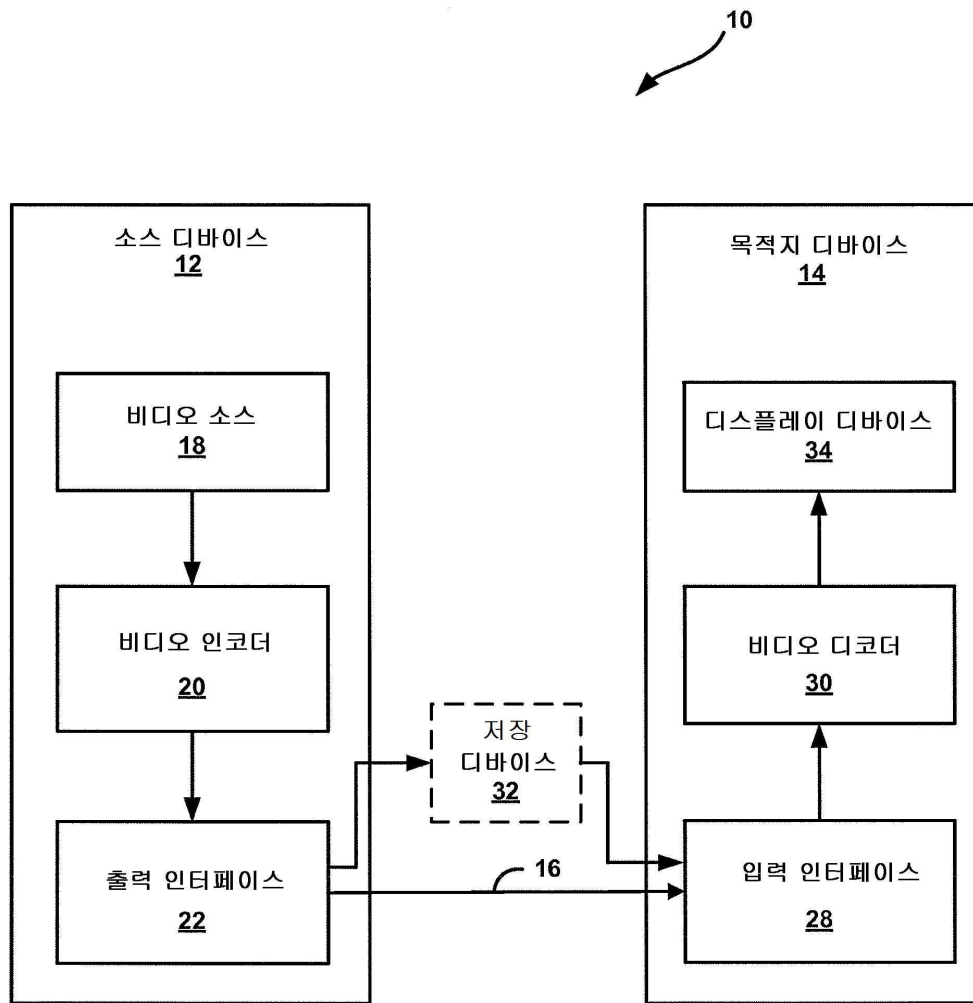 10
소스 디바이스
12
비디오 소스
18
비디오 인코더
20
출력 인터페이스
22
저장
디바이스
32
16
목적지 디바이스
14
디스플레이 디바이스
34
비디오 디코더
30
입력 인터페이스
28